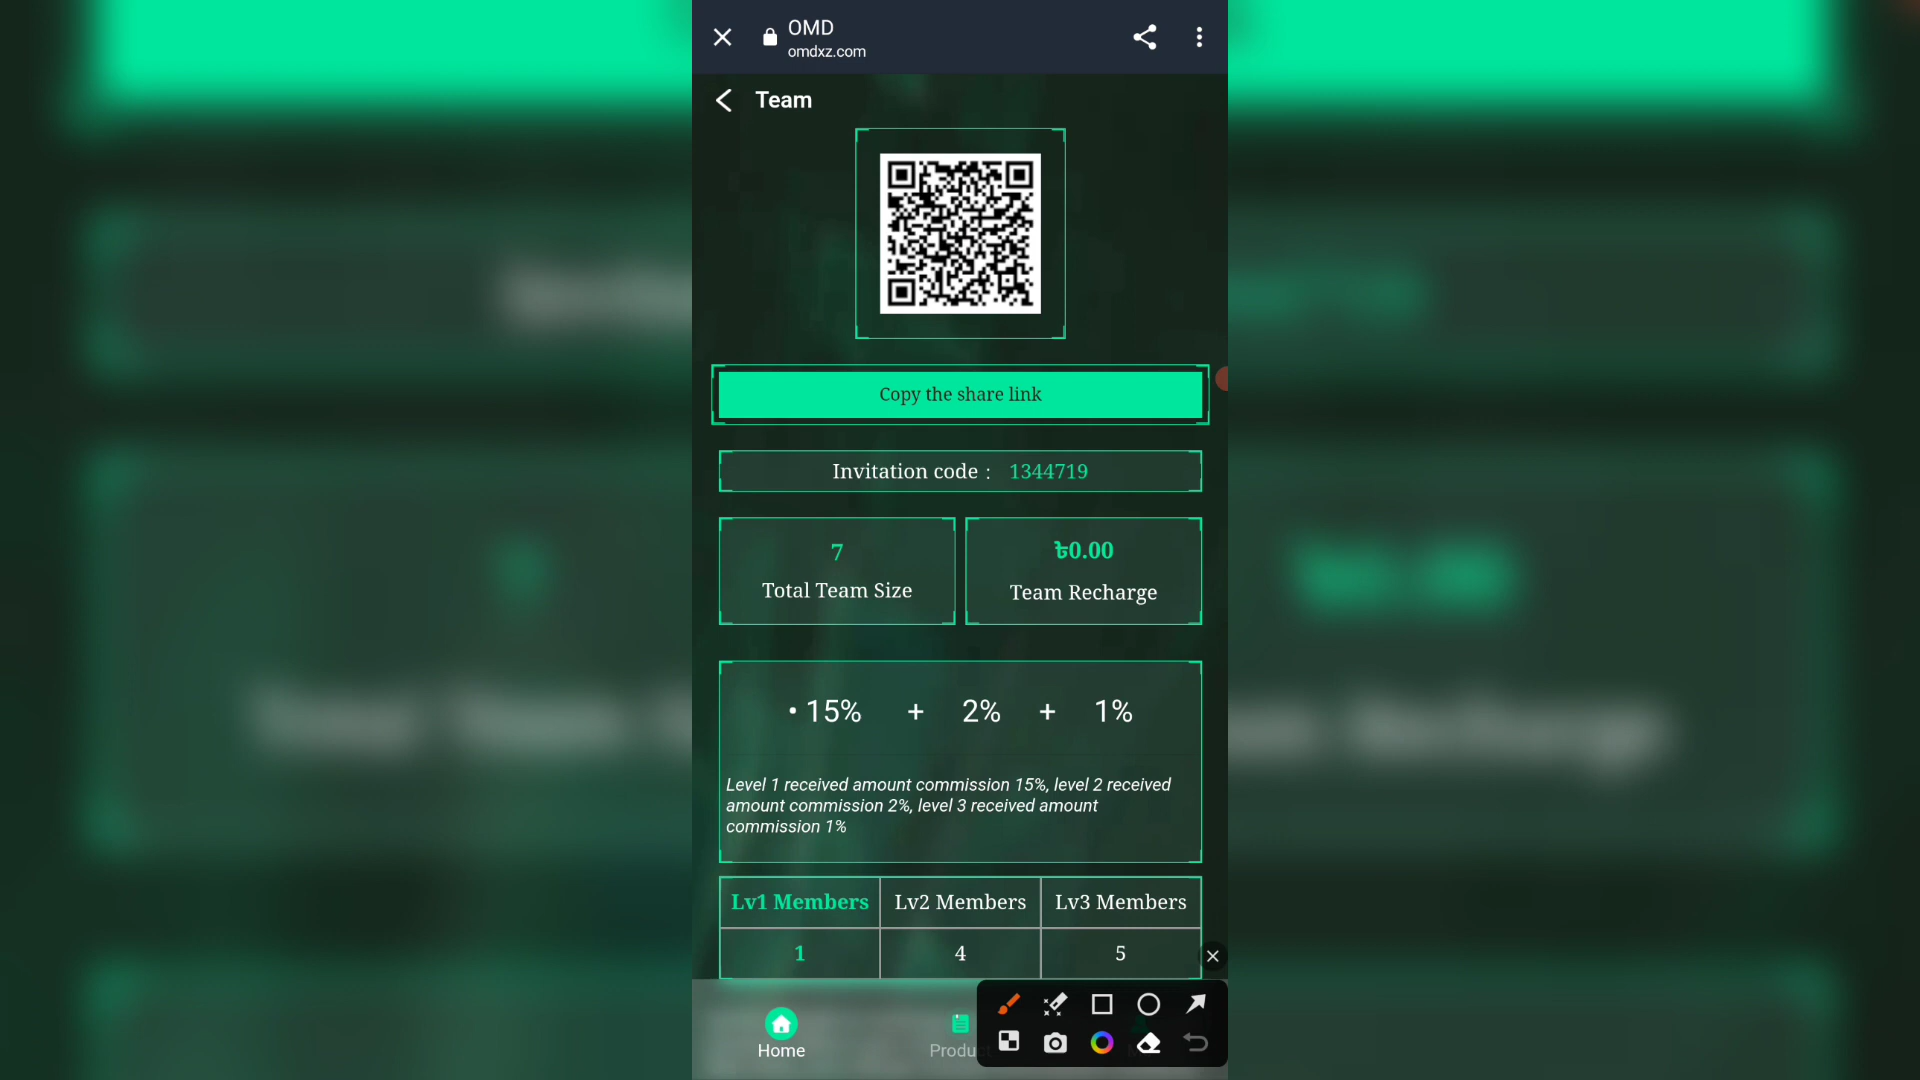 OMD
omdxz.com
Team
Copy the share link
Invitation code : 1344719
7
Total Team Size
৳0.00
Team Recharge
• 15% + 2% + 1%
Level 1 received amount commission 15%, level 2 received
amount commission 2%, level 3 received amount
commission 1%
Lv1 Members Lv2 Members Lv3 Members
1 4 5
Home